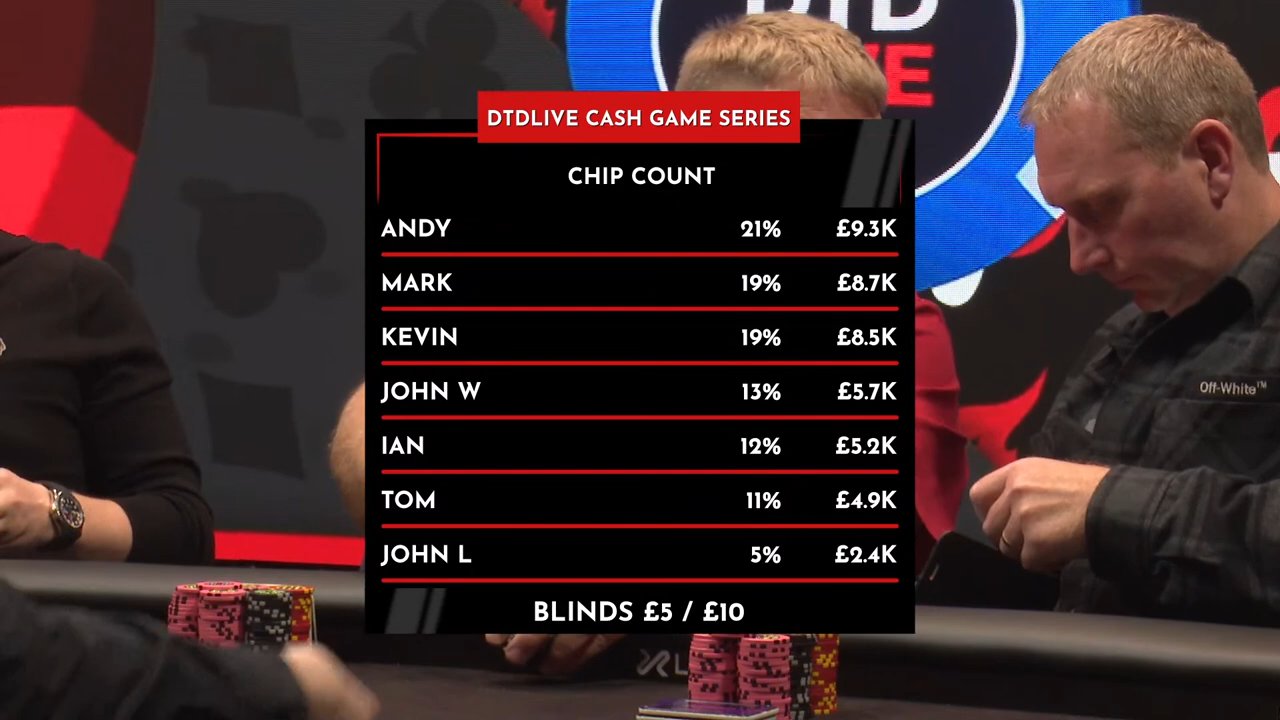 DTD
LIVE
DTDLIVE CASH GAME SERIES
CHIP COUNT
ANDY 21% £9.3K
MARK 19% £8.7K
KEVIN 19% £8.5K
JOHN W 13% £5.7K
IAN 12% £5.2K
TOM 11% £4.9K
JOHN L 5% £2.4K
BLINDS £5 / £10
Off-White™